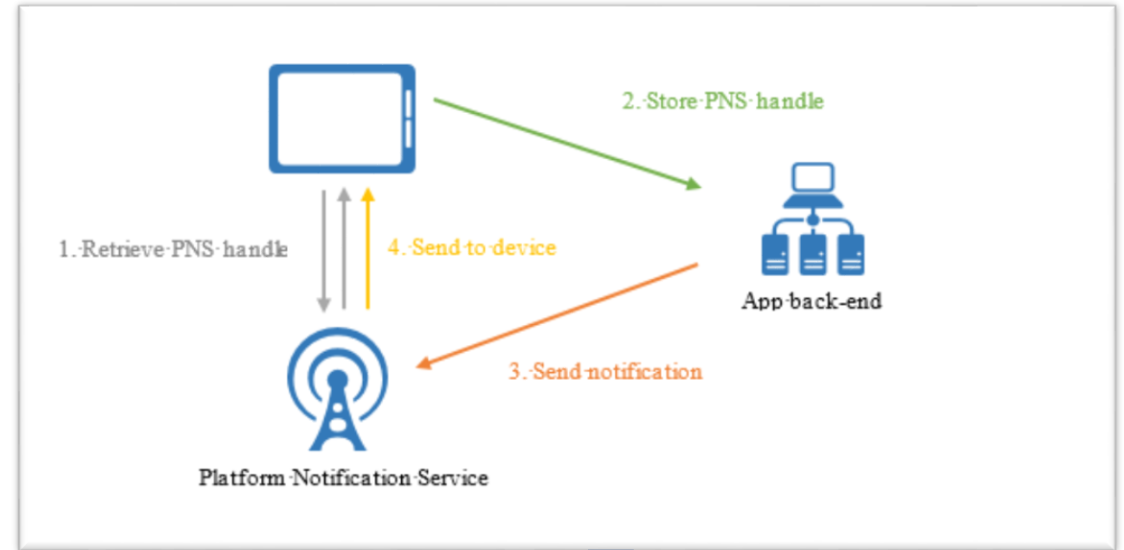 2. Store PNS handle
1. Retrieve PNS handle
4. Send to device
App back-end
3. Send notification
Platform Notification Service